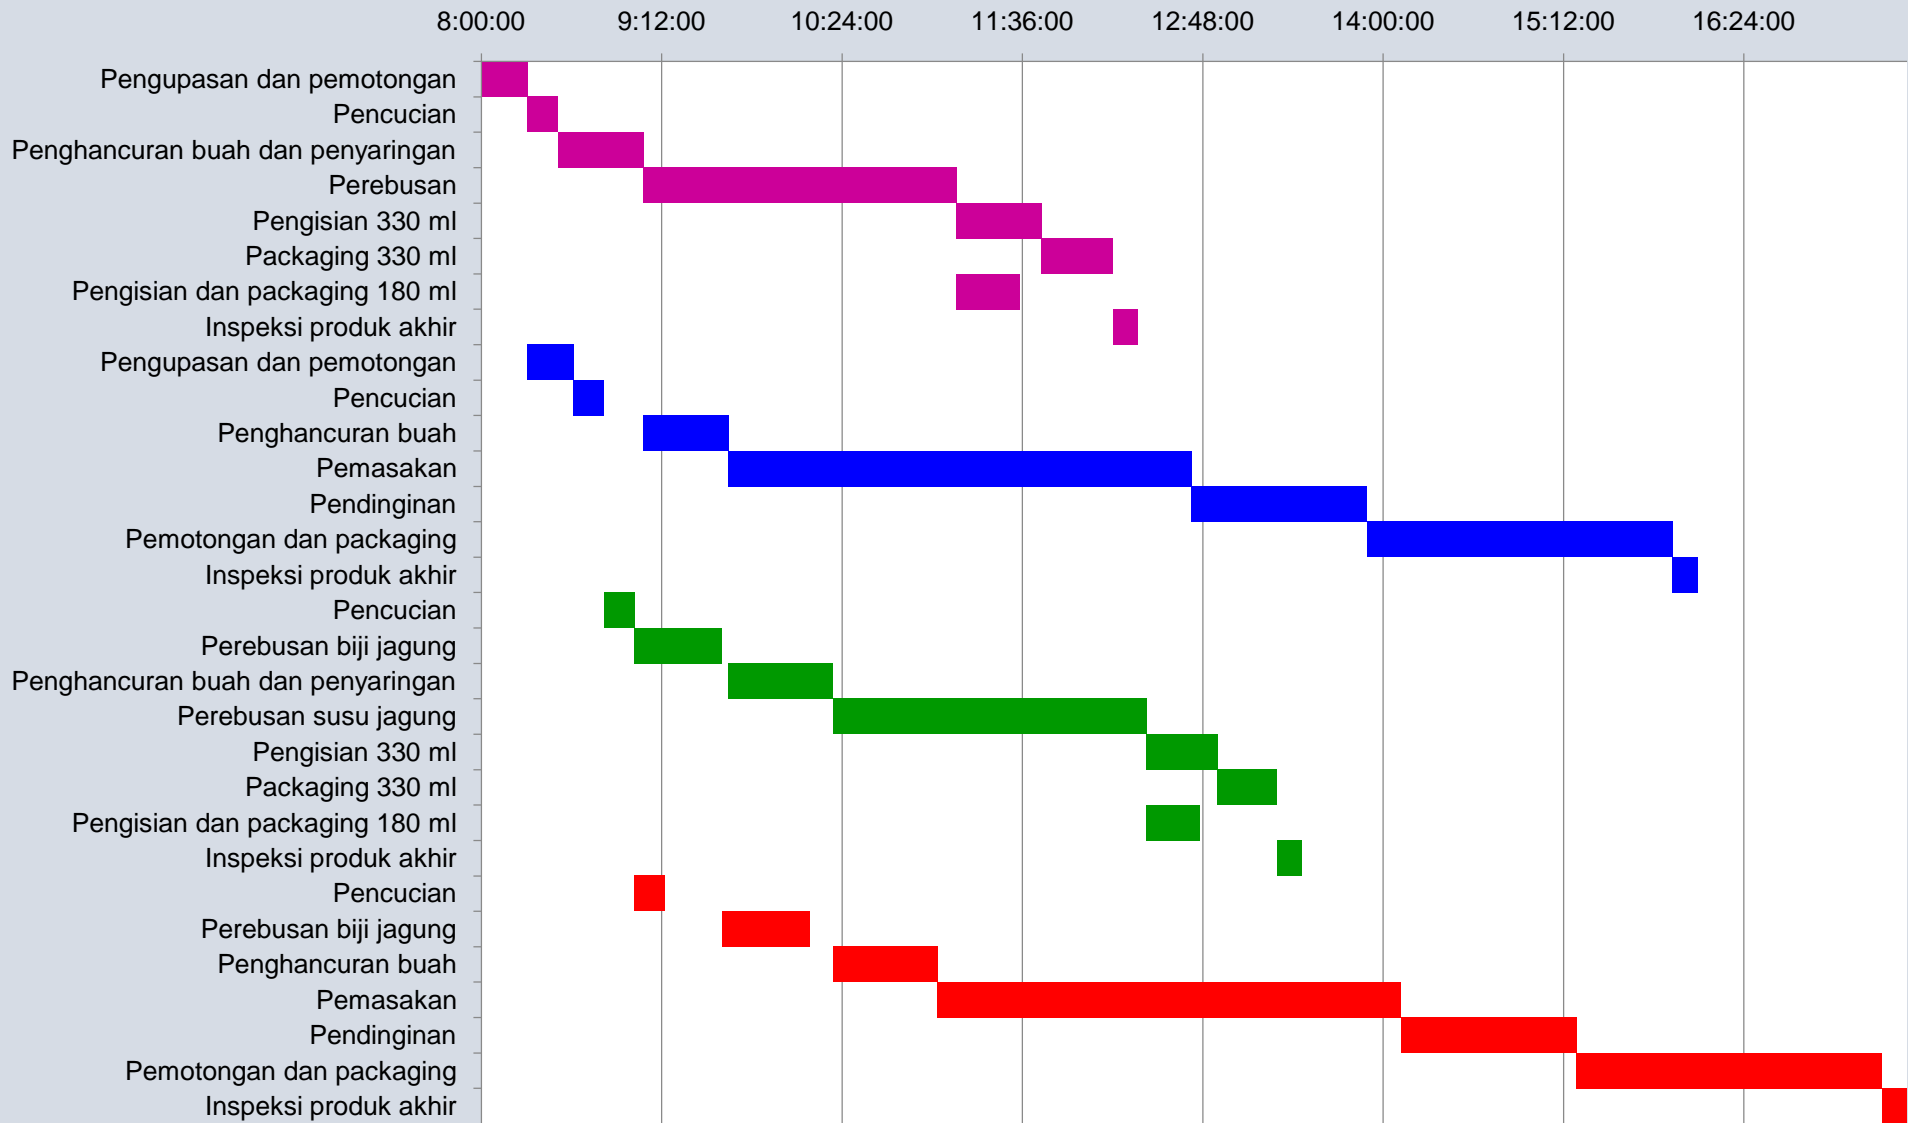 8:00:00 9:12:00 10:24:00 11:36:00 12:48:00 14:00:00 15:12:00 16:24:00
Pengupasan dan pemotongan
Pencucian
Penghancuran buah dan penyaringan
Perebusan
Pengisian 330 ml
Packaging 330 ml
Pengisian dan packaging 180 ml
Inspeksi produk akhir
Pengupasan dan pemotongan
Pencucian
Penghancuran buah
Pemasakan
Pendinginan
Pemotongan dan packaging
Inspeksi produk akhir
Pencucian
Perebusan biji jagung
Penghancuran buah dan penyaringan
Perebusan susu jagung
Pengisian 330 ml
Packaging 330 ml
Pengisian dan packaging 180 ml
Inspeksi produk akhir
Pencucian
Perebusan biji jagung
Penghancuran buah
Pemasakan
Pendinginan
Pemotongan dan packaging
Inspeksi produk akhir